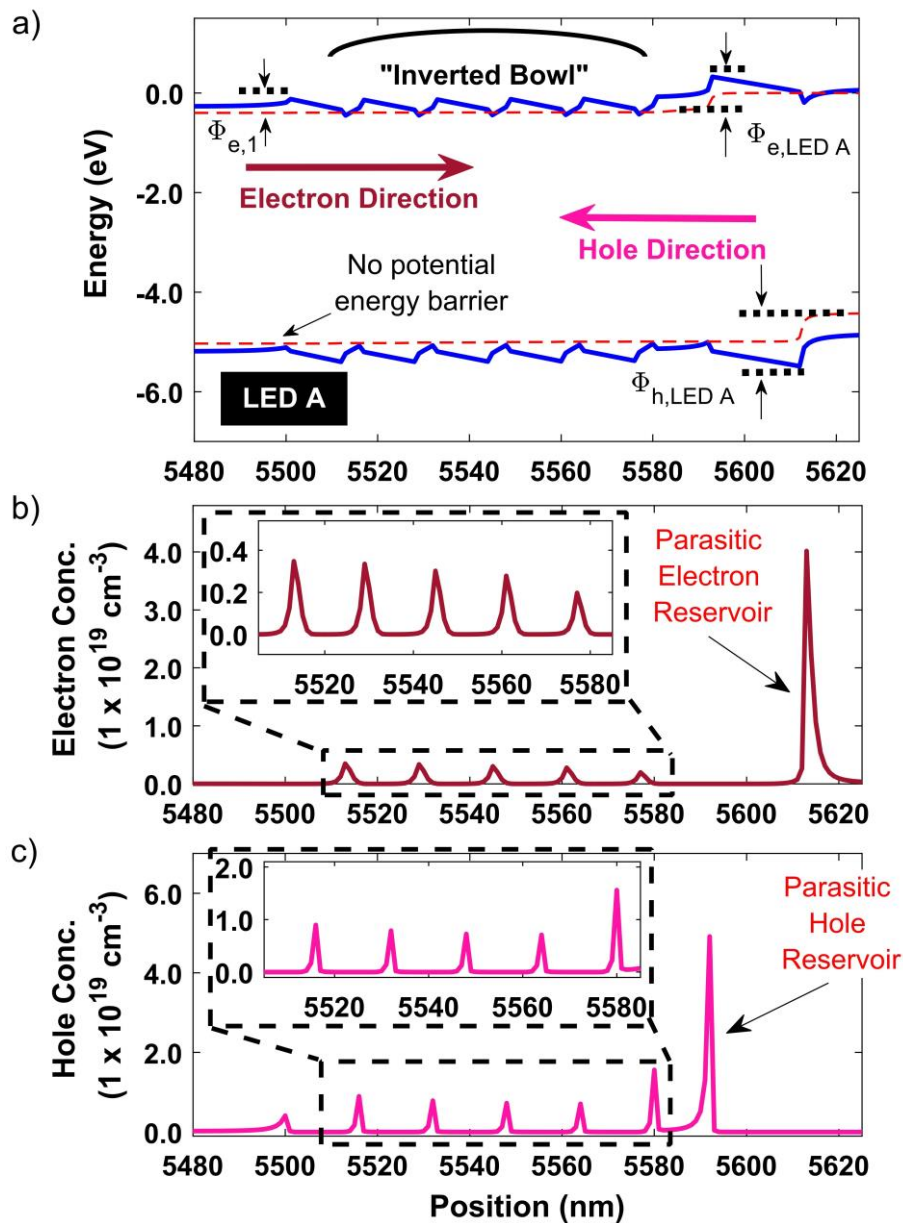 a)
0.0
-2.0
-4.0
-6.0
Energy (eV)
"Inverted Bowl"
Φe,1
Φe,LED A
Electron Direction
Hole Direction
No potential
energy barrier
Φh,LED A
LED A
5480 5500 5520 5540 5560 5580 5600 5620
b)
Electron Conc.
(1 x 10¹⁹ cm⁻³)
4.0
3.0
2.0
1.0
0.0
0.4
0.2
0.0
5520 5540 5560 5580
Parasitic
Electron
Reservoir
5480 5500 5520 5540 5560 5580 5600 5620
c)
Hole Conc.
(1 x 10¹⁹ cm⁻³)
6.0
4.0
2.0
0.0
2.0
1.0
0.0
5520 5540 5560 5580
Parasitic
Hole
Reservoir
5480 5500 5520 5540 5560 5580 5600 5620
Position (nm)